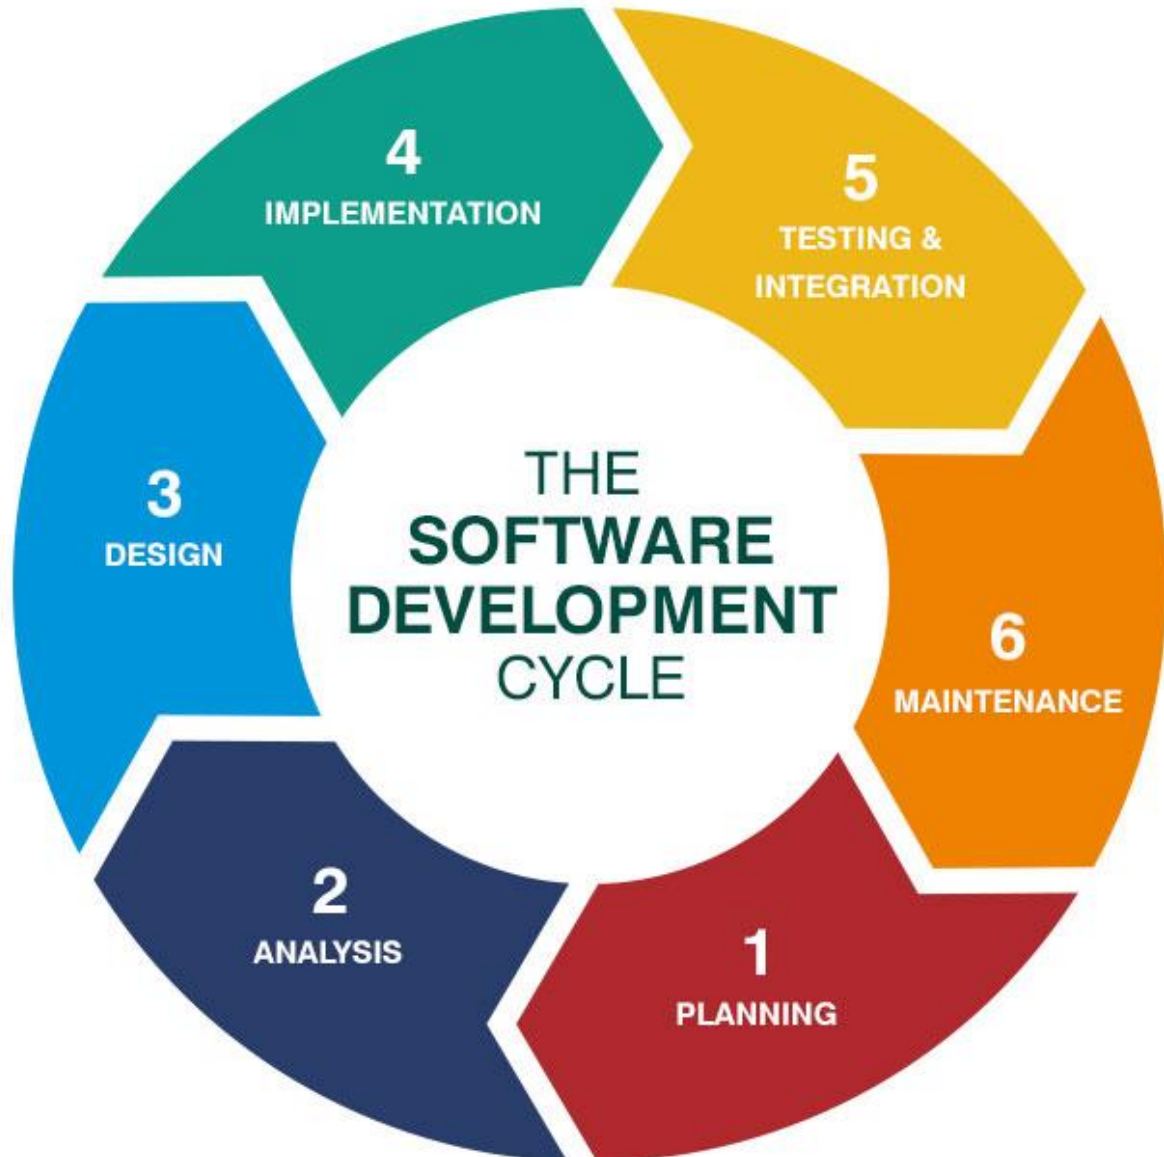 THE
SOFTWARE
DEVELOPMENT
CYCLE
1
PLANNING
2
ANALYSIS
3
DESIGN
4
IMPLEMENTATION
5
TESTING &
INTEGRATION
6
MAINTENANCE